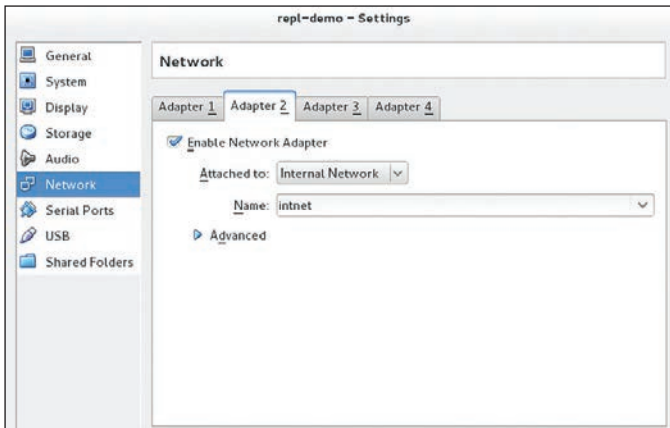 repl-demo - Settings
General
System
Display
Storage
Audio
Network
Serial Ports
USB
Shared Folders
Network
Adapter 1 Adapter 2 Adapter 3 Adapter 4
Enable Network Adapter
Attached to: Internal Network
Name: intnet
Advanced